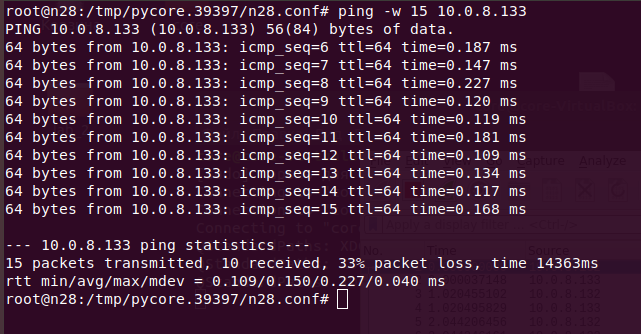 root@n28:/tmp/pycore.39397/n28.conf# ping -w 15 10.0.8.133
PING 10.0.8.133 (10.0.8.133) 56(84) bytes of data.
64 bytes from 10.0.8.133: icmp_seq=6 ttl=64 time=0.187 ms
64 bytes from 10.0.8.133: icmp_seq=7 ttl=64 time=0.147 ms
64 bytes from 10.0.8.133: icmp_seq=8 ttl=64 time=0.227 ms
64 bytes from 10.0.8.133: icmp_seq=9 ttl=64 time=0.120 ms
64 bytes from 10.0.8.133: icmp_seq=10 ttl=64 time=0.119 ms
64 bytes from 10.0.8.133: icmp_seq=11 ttl=64 time=0.181 ms
64 bytes from 10.0.8.133: icmp_seq=12 ttl=64 time=0.109 ms
64 bytes from 10.0.8.133: icmp_seq=13 ttl=64 time=0.134 ms
64 bytes from 10.0.8.133: icmp_seq=14 ttl=64 time=0.117 ms
64 bytes from 10.0.8.133: icmp_seq=15 ttl=64 time=0.168 ms
Analyze
Connecting to "cor
--- 10.0.8.133 ping statistics ---
15 packets transmitted, 10 received, 33% packet loss, time 14363ms
Time Source
rtt min/avg/max/mdev = 0.109/0.150/0.227/0.040 ms
root@n28:/tmp/pycore.39397/n28.conf#